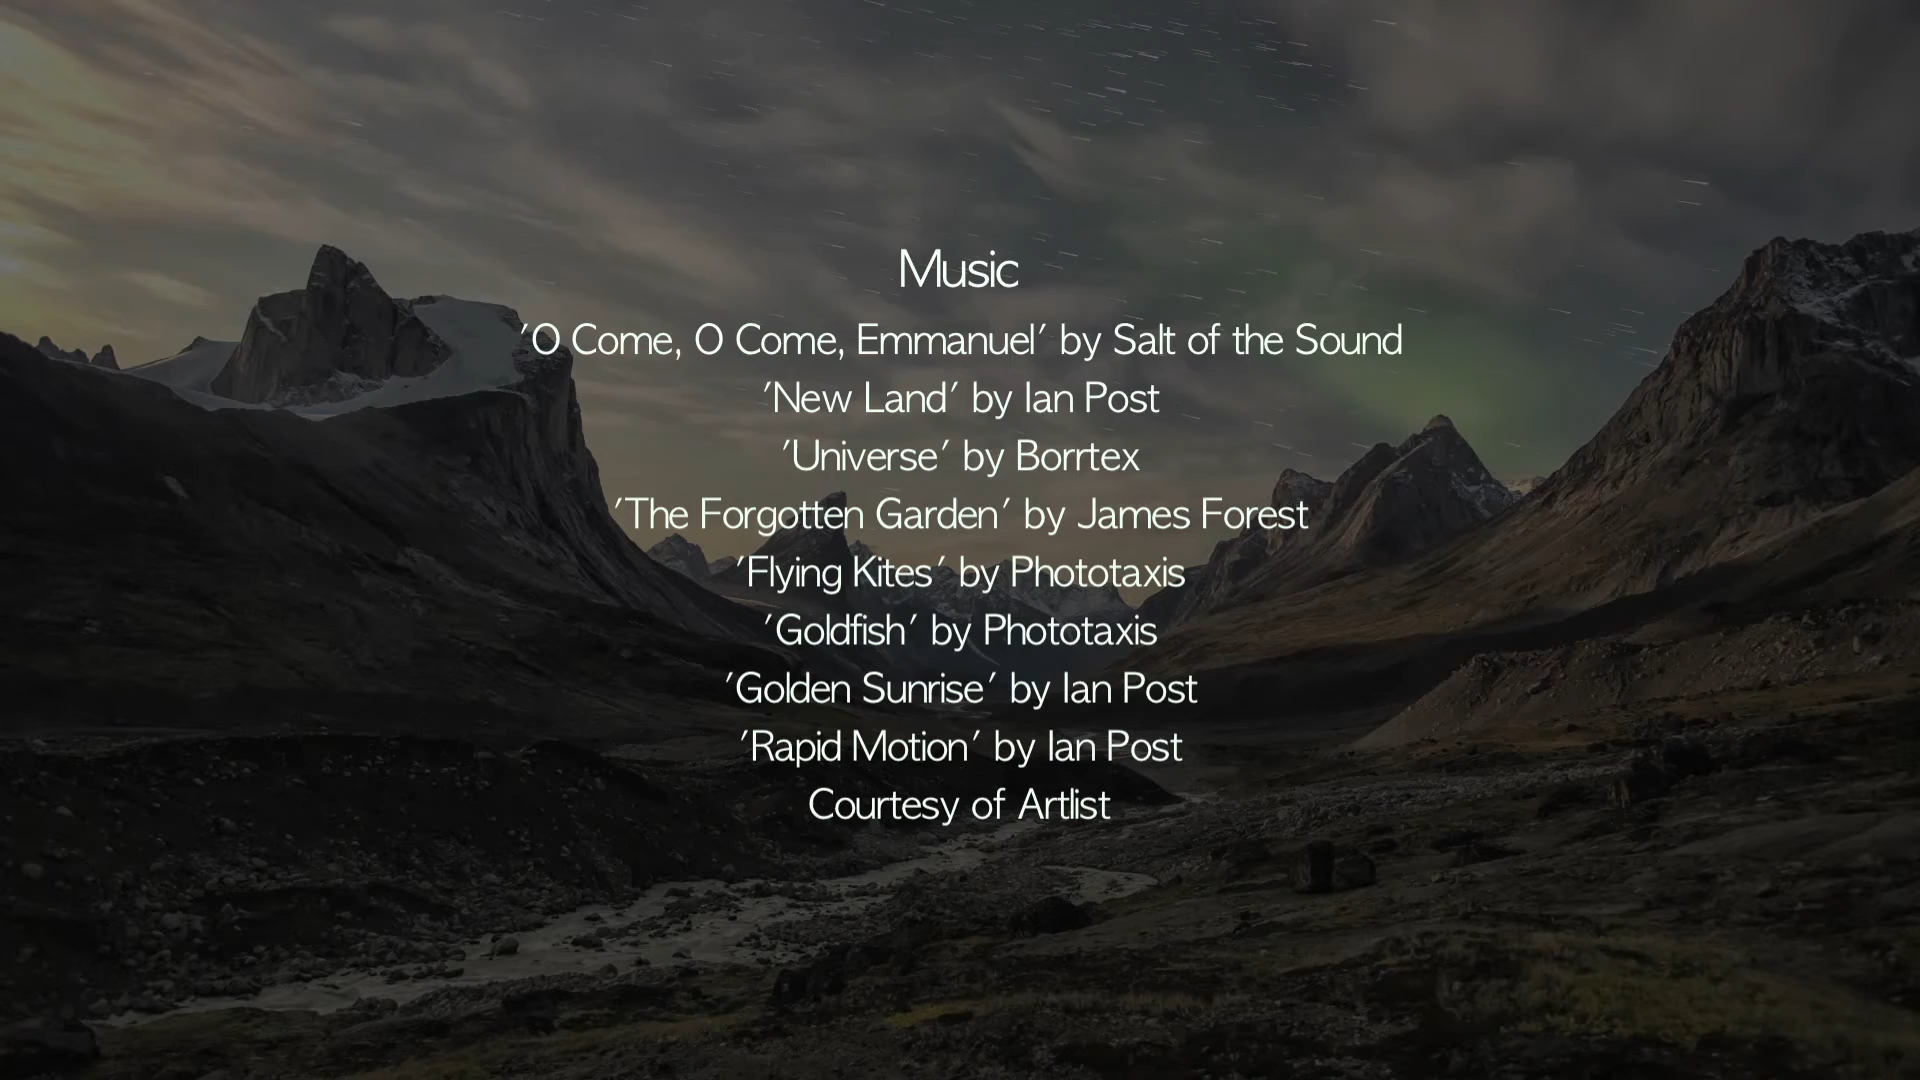 Music
'O Come, O Come, Emmanuel' by Salt of the Sound
'New Land' by Ian Post
'Universe' by Borrtex
'The Forgotten Garden' by James Forest
'Flying Kites' by Phototaxis
'Goldfish' by Phototaxis
'Golden Sunrise' by Ian Post
'Rapid Motion' by Ian Post
Courtesy of Artlist